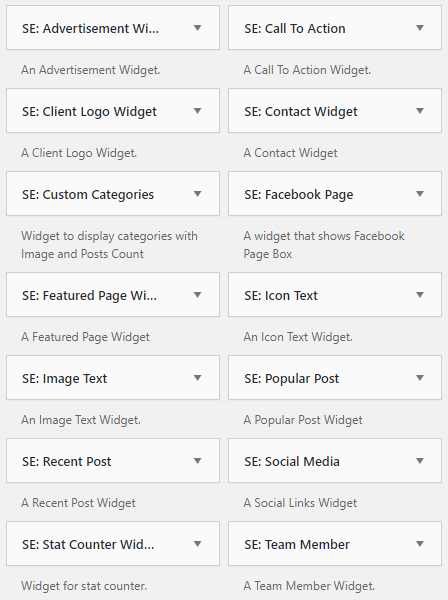 SE: Advertisement Wi...
SE: Call To Action
An Advertisement Widget.
A Call To Action Widget.
SE: Client Logo Widget
SE: Contact Widget
A Client Logo Widget.
A Contact Widget
SE: Custom Categories
SE: Facebook Page
Widget to display categories with
Image and Posts Count
A widget that shows Facebook
Page Box
SE: Featured Page Wi...
SE: Icon Text
A Featured Page Widget
An Icon Text Widget.
SE: Image Text
SE: Popular Post
An Image Text Widget.
A Popular Post Widget
SE: Recent Post
SE: Social Media
A Recent Post Widget
A Social Links Widget
SE: Stat Counter Wid...
SE: Team Member
Widget for stat counter.
A Team Member Widget.